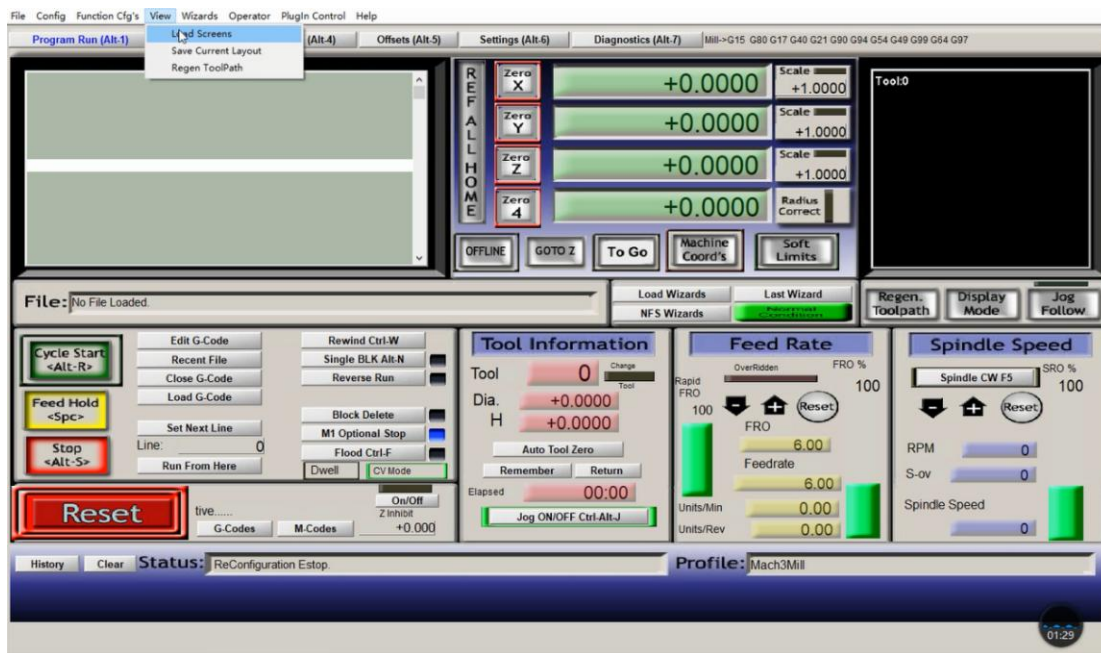 File Config Function Cfg's View Wizards Operator PlugIn Control Help
Program Run (Alt-1)
Load Screens
Save Current Layout
Regen ToolPath
(Alt-4) Offsets (Alt-5) Settings (Alt-6) Diagnostics (Alt-7) Mill->G15 G80 G17 G40 G21 G90 G94 G54 G49 G99 G64 G97
REF ALL HOME
Zero X +0.0000 Scale +1.0000
Zero Y +0.0000 Scale +1.0000
Zero Z +0.0000 Scale +1.0000
Zero 4 +0.0000 Radius Correct
OFFLINE GOTO Z To Go Machine Coord's Soft Limits
Tool:0
File: No File Loaded.
Load Wizards Last Wizard
NFS Wizards Normal Condition
Regen. Toolpath Display Mode Jog Follow
Cycle Start <Alt-R>
Feed Hold <Spc>
Stop <Alt-S>
Edit G-Code
Recent File
Close G-Code
Load G-Code
Set Next Line
Line: 0
Run From Here
Rewind Ctrl-W
Single BLK Alt-N
Reverse Run
Block Delete
M1 Optional Stop
Flood Ctrl-F
Dwell CV Mode
Reset
tive......
G-Codes M-Codes
On/Off
Z Inhibit
+0.000
Tool Information
Tool 0 Change Tool
Dia. +0.0000
H +0.0000
Auto Tool Zero
Remember Return
Elapsed 00:00
Jog ON/OFF Ctrl-Alt-J
Feed Rate
OverRidden FRO %
100
Rapid FRO
100
Reset
FRO
6.00
Feedrate
6.00
Units/Min 0.00
Units/Rev 0.00
Spindle Speed
Spindle CW F5
SRO %
100
Reset
RPM 0
S-ov 0
Spindle Speed
0
History Clear Status: ReConfiguration Estop. Profile: Mach3Mill
01:29